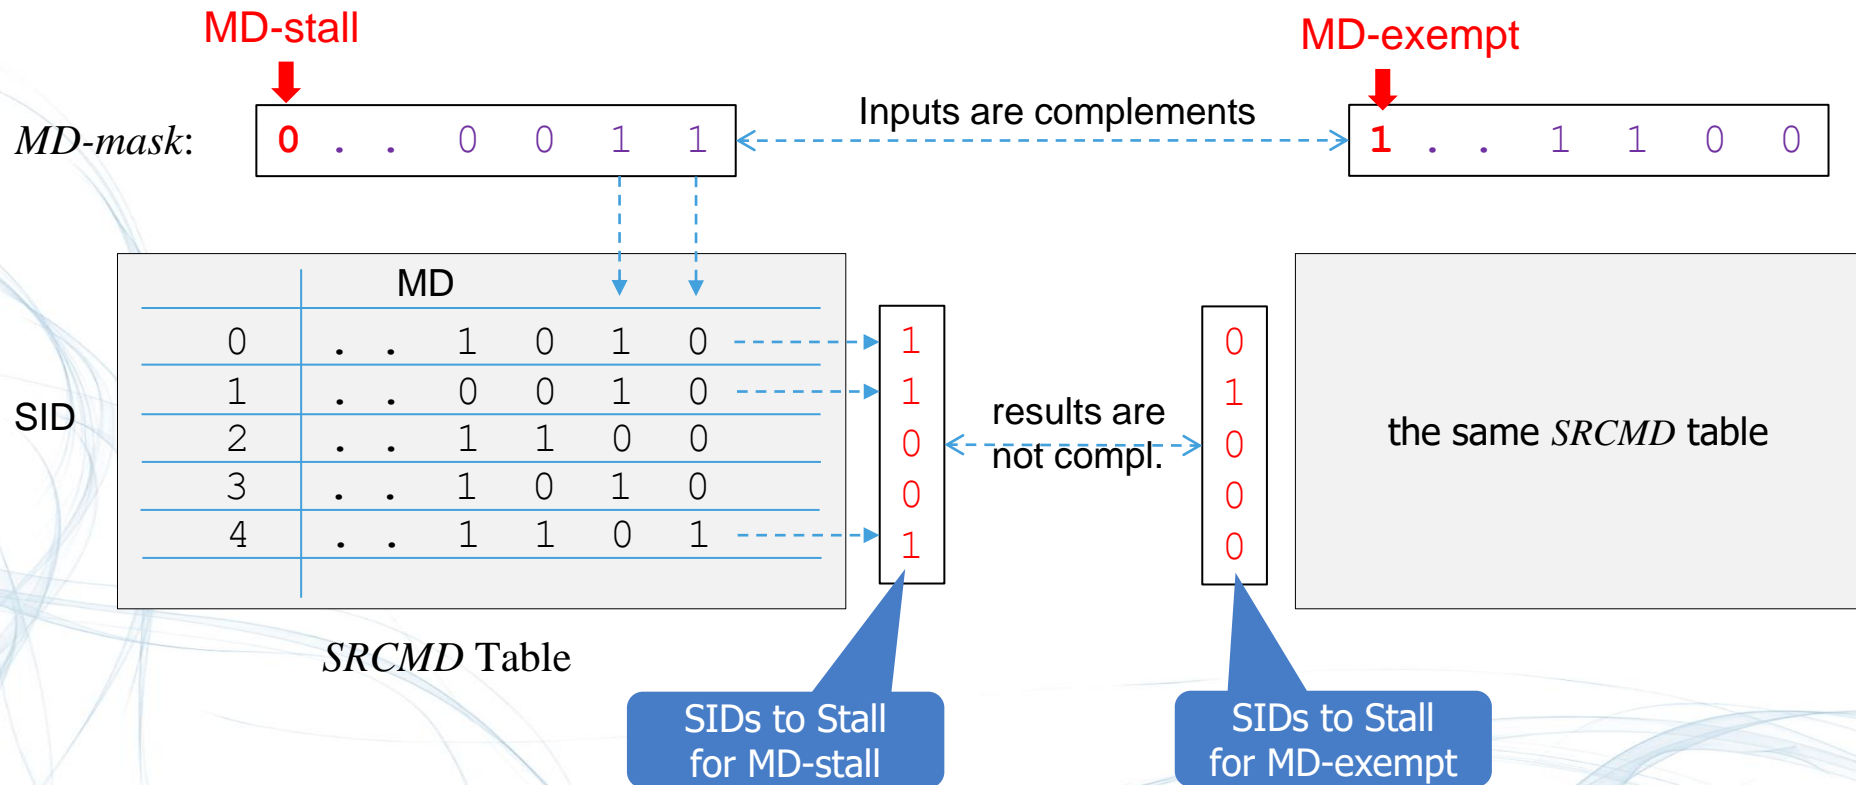 MD-stall
MD-exempt
MD-mask:
0 . . 0 0 1 1
Inputs are complements
1 . . 1 1 0 0
MD
SID
0 . . 1 0 1 0
1 . . 0 0 1 0
2 . . 1 1 0 0
3 . . 1 0 1 0
4 . . 1 1 0 1
1
1
0
0
1
results are
not compl.
0
1
0
0
0
the same SRCMD table
SRCMD Table
SIDs to Stall
for MD-stall
SIDs to Stall
for MD-exempt